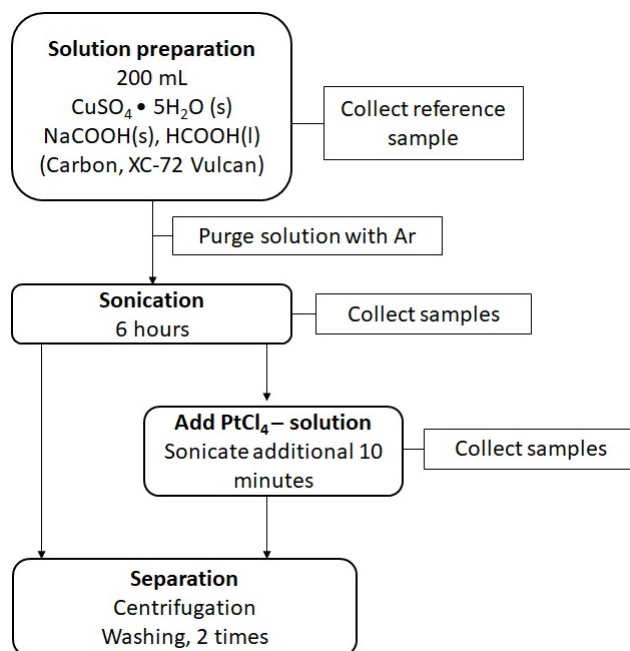 Solution preparation
200 mL
CuSO₄ • 5H₂O (s)
NaCOOH(s), HCOOH(l)
(Carbon, XC-72 Vulcan)
Collect reference
sample
Purge solution with Ar
Sonication
6 hours
Collect samples
Add PtCl₄ – solution
Sonicate additional 10
minutes
Collect samples
Separation
Centrifugation
Washing, 2 times